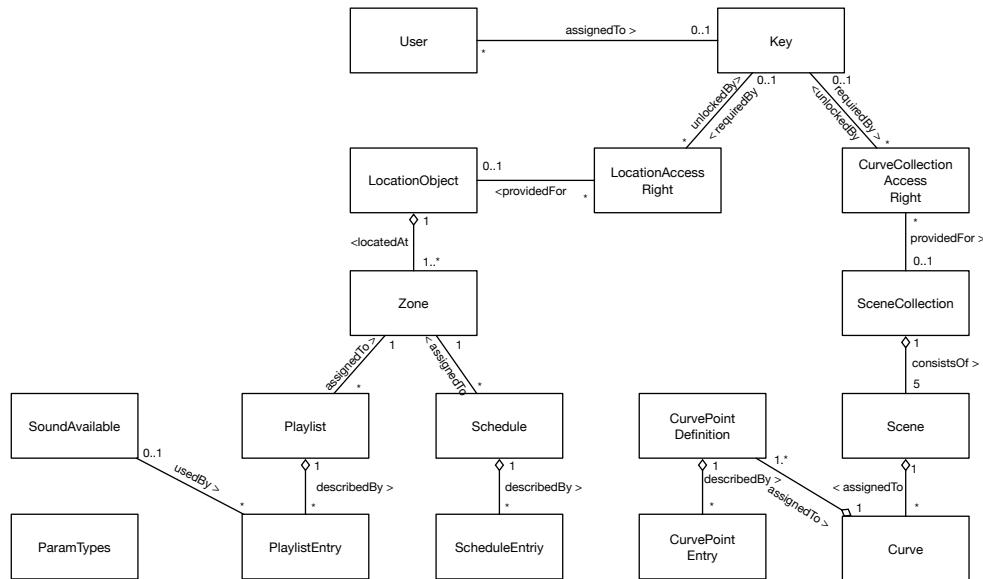 User
assignedTo >
*
0..1
Key
unlockedBy>
< requiredBy
0..1
*
0..1
requiredBy >
<unlockedBy
*
LocationObject
0..1
<providedFor
*
LocationAccess
Right
CurveCollection
Access
Right
1
<locatedAt
1..*
*
providedFor >
0..1
Zone
SceneCollection
assignedTo >
1
*
1
< assignedTo
*
1
consistsOf >
5
SoundAvailable
Playlist
Schedule
CurvePoint
Definition
Scene
0..1
usedBy >
*
1
describedBy >
*
1
describedBy >
*
1
describedBy >
*
1..*
assignedTo >
1
1
< assignedTo
*
ParamTypes
PlaylistEntry
ScheduleEntriy
CurvePoint
Entry
Curve